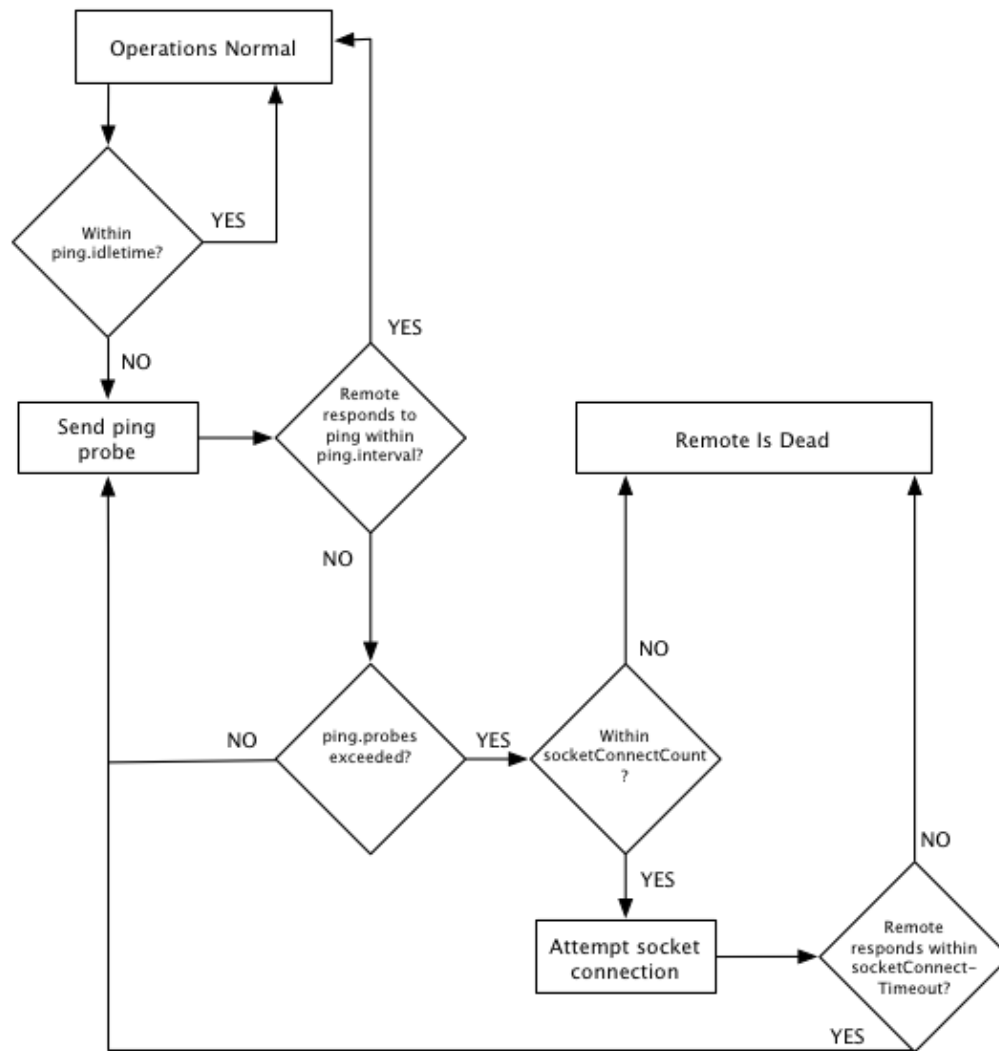 Operations Normal
Within
ping.idletime?
YES
NO
Send ping
probe
YES
Remote
responds to
ping within
ping.interval?
NO
Remote Is Dead
NO
ping.probes
exceeded?
YES
NO
Within
socketConnectCount
?
YES
Attempt socket
connection
NO
Remote
responds within
socketConnect-
Timeout?
YES